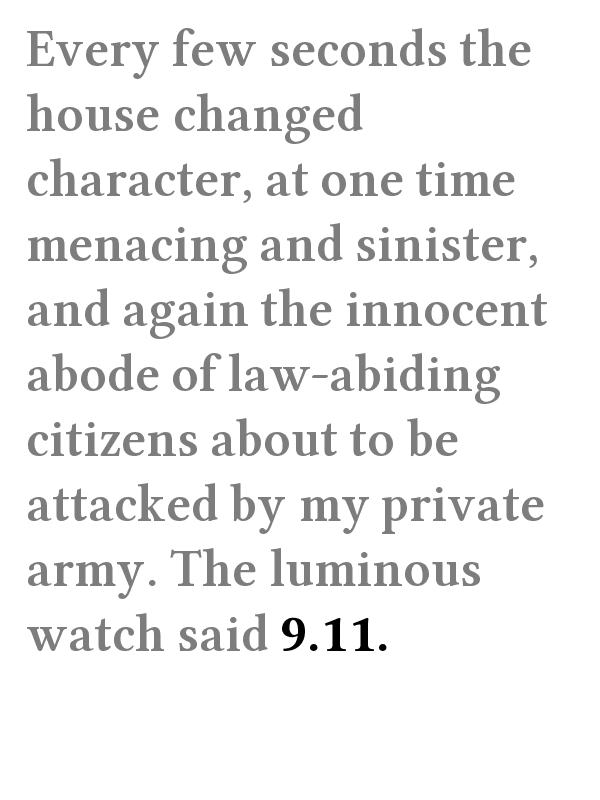 Every few seconds the
house changed
character, at one time
menacing and sinister,
and again the innocent
abode of law-abiding
citizens about to be
attacked by my private
army. The luminous
watch said 9.11.